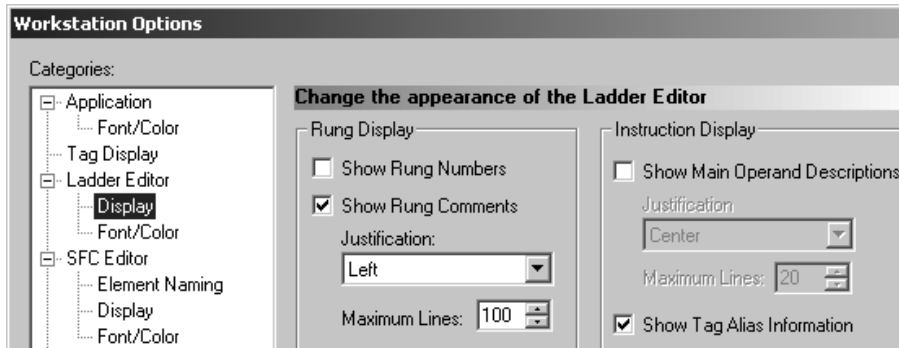 Workstation Options
Categories:
Application
Font/Color
Tag Display
Ladder Editor
Display
Font/Color
SFC Editor
Element Naming
Display
Font/Color
Change the appearance of the Ladder Editor
Rung Display
Show Rung Numbers
Show Rung Comments
Justification:
Left
Maximum Lines: 100
Instruction Display
Show Main Operand Descriptions
Justification
Center
Maximum Lines: 20
Show Tag Alias Information